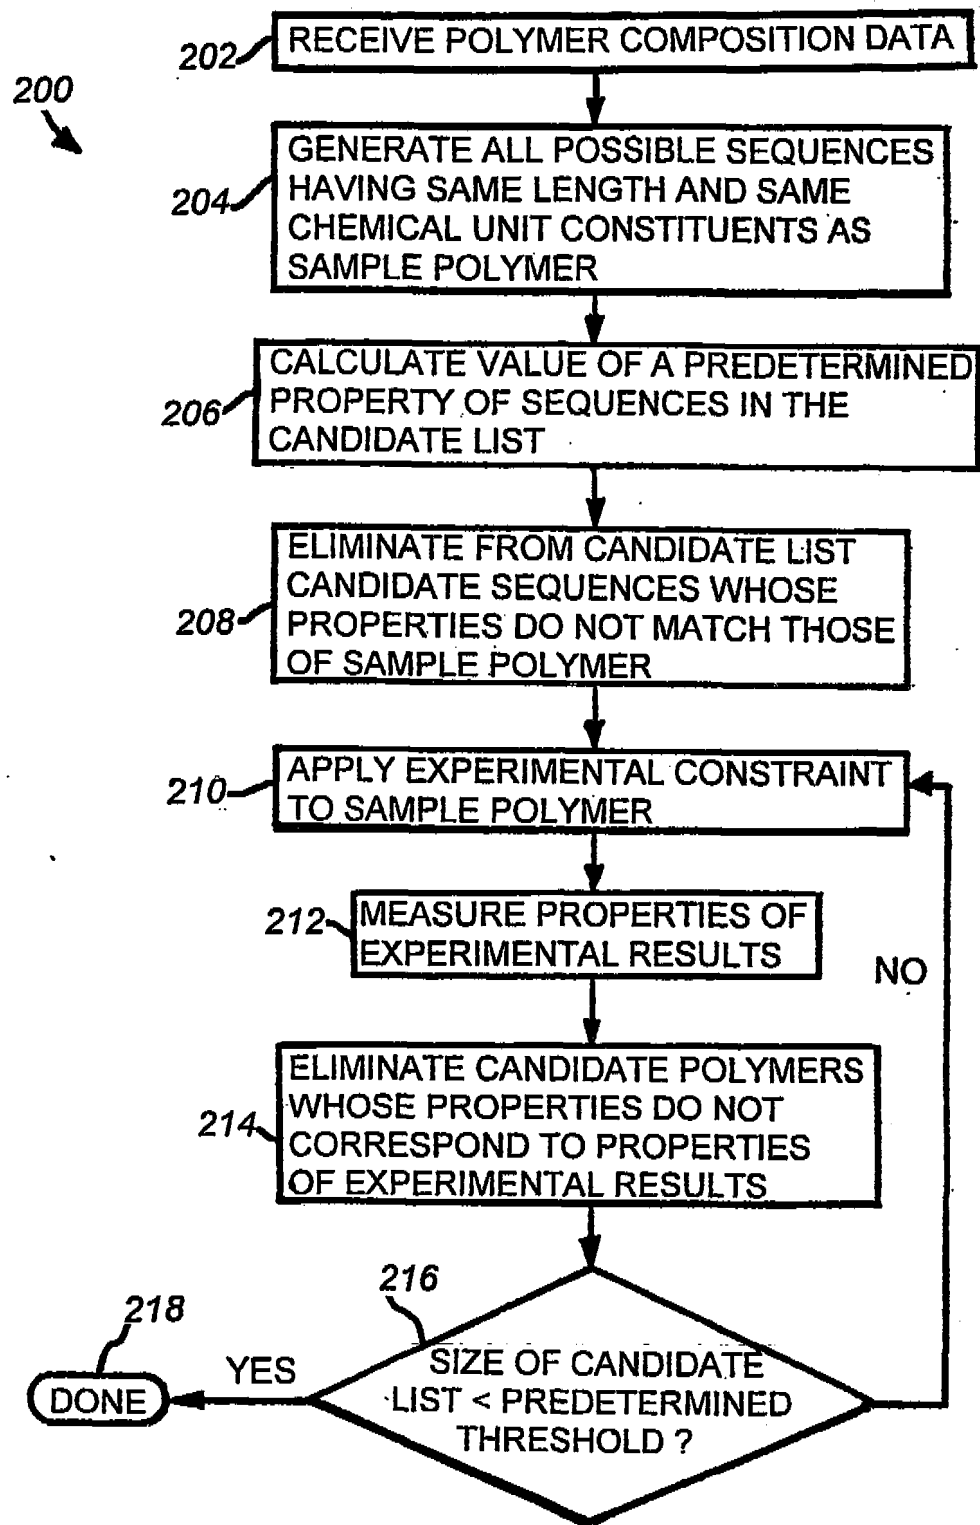 202
RECEIVE POLYMER COMPOSITION DATA
200
204
GENERATE ALL POSSIBLE SEQUENCES
HAVING SAME LENGTH AND SAME
CHEMICAL UNIT CONSTITUENTS AS
SAMPLE POLYMER
206
CALCULATE VALUE OF A PREDETERMINED
PROPERTY OF SEQUENCES IN THE
CANDIDATE LIST
208
ELIMINATE FROM CANDIDATE LIST
CANDIDATE SEQUENCES WHOSE
PROPERTIES DO NOT MATCH THOSE
OF SAMPLE POLYMER
210
APPLY EXPERIMENTAL CONSTRAINT
TO SAMPLE POLYMER
212
MEASURE PROPERTIES OF
EXPERIMENTAL RESULTS
NO
214
ELIMINATE CANDIDATE POLYMERS
WHOSE PROPERTIES DO NOT
CORRESPOND TO PROPERTIES
OF EXPERIMENTAL RESULTS
216
SIZE OF CANDIDATE
LIST < PREDETERMINED
THRESHOLD ?
YES
218
DONE